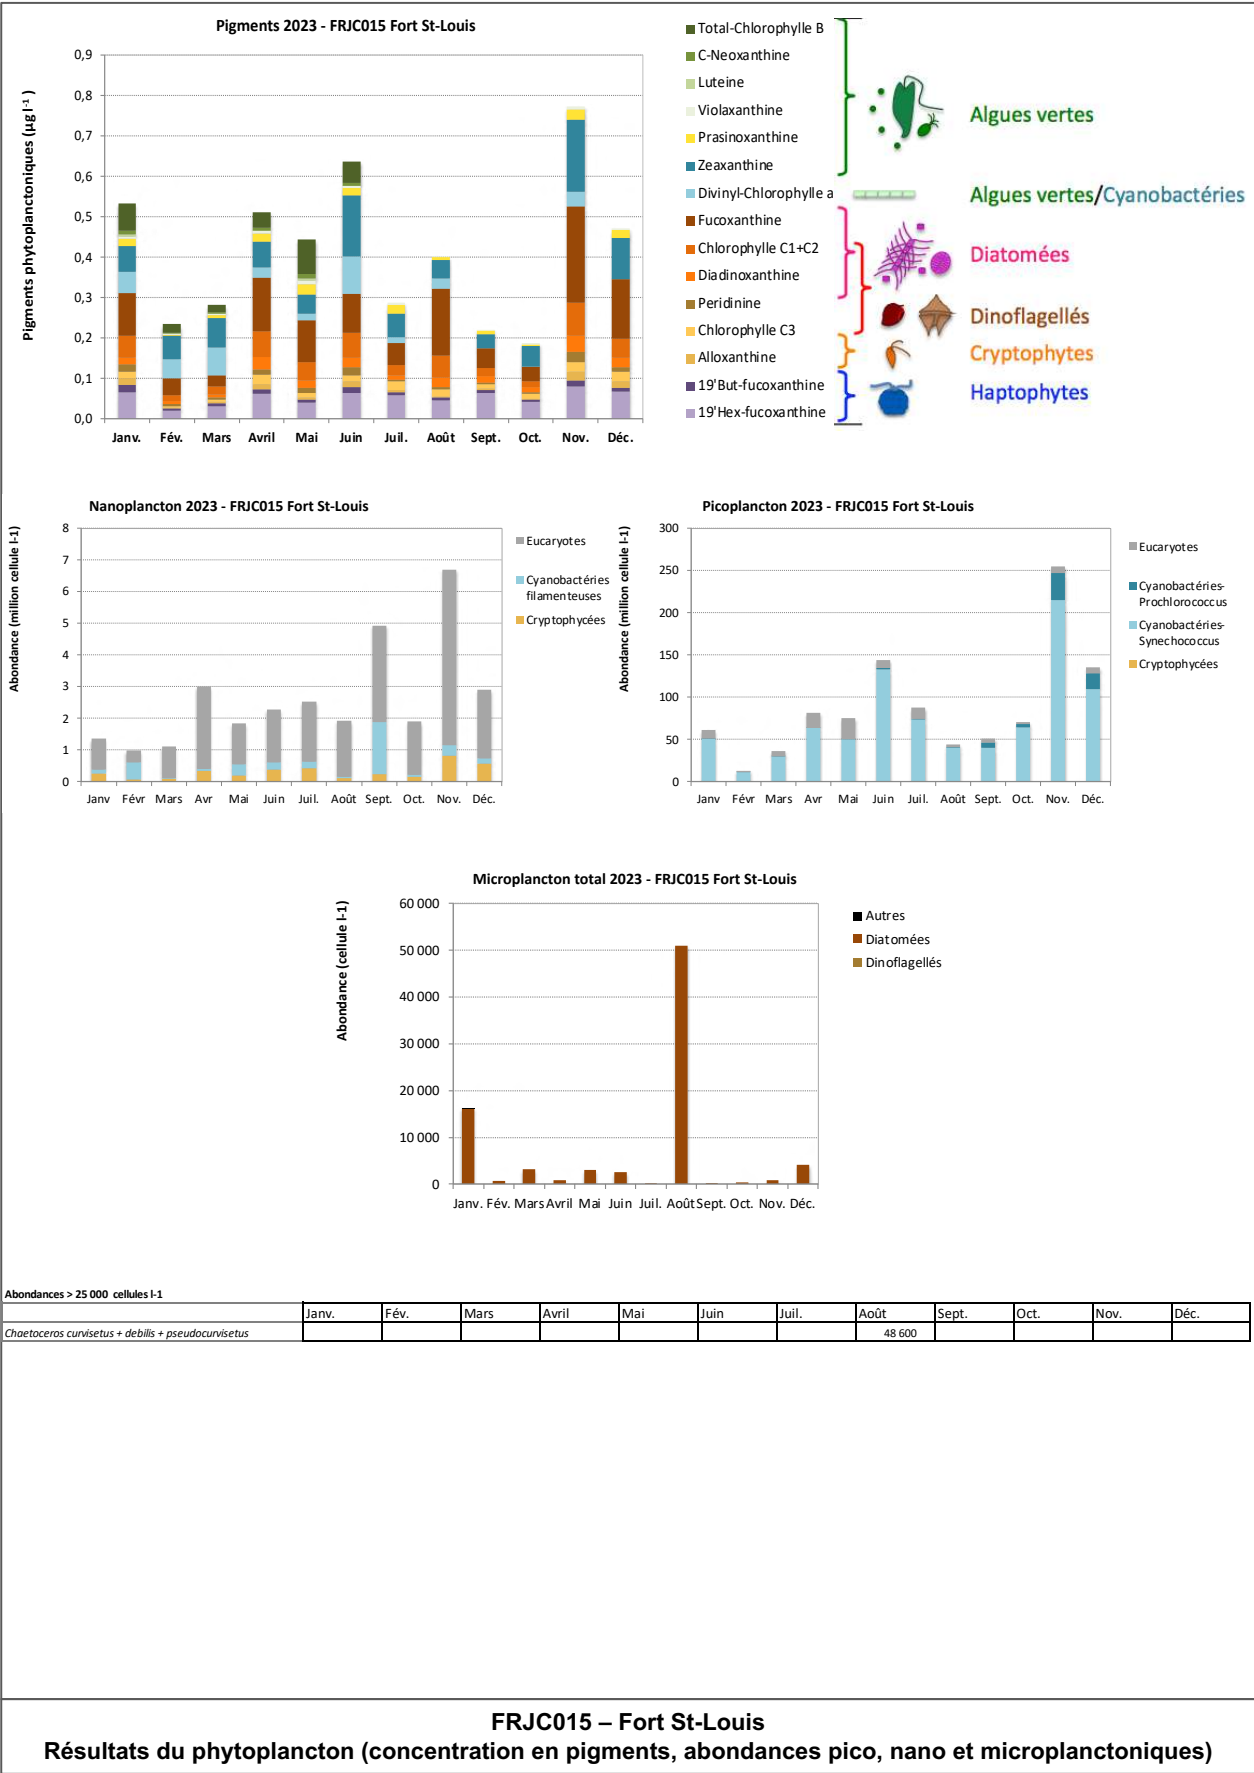 Pigments 2023 - FRJC015 Fort St-Louis
Pigments phytoplanctoniques (µg l-1 )
0,9
0,8
0,7
0,6
0,5
0,4
0,3
0,2
0,1
0,0
Janv. Fév. Mars Avril Mai Juin Juil. Août Sept. Oct. Nov. Déc.
Total-Chlorophylle B
C-Neoxanthine
Luteine
Violaxanthine
Prasinoxanthine
Zeaxanthine
Divinyl-Chlorophylle a
Fucoxanthine
Chlorophylle C1+C2
Diadinoxanthine
Peridinine
Chlorophylle C3
Alloxanthine
19'But-fucoxanthine
19'Hex-fucoxanthine
Algues vertes
Algues vertes/Cyanobactéries
Diatomées
Dinoflagellés
Cryptophytes
Haptophytes
Nanoplancton 2023 - FRJC015 Fort St-Louis
Abondance (million cellule l-1)
8
7
6
5
4
3
2
1
0
Janv Févr Mars Avr Mai Juin Juil. Août Sept. Oct. Nov. Déc.
Eucaryotes
Cyanobactéries
filamenteuses
Cryptophycées
Picoplancton 2023 - FRJC015 Fort St-Louis
Abondance (million cellule l-1)
300
250
200
150
100
50
0
Janv Févr Mars Avr Mai Juin Juil. Août Sept. Oct. Nov. Déc.
Eucaryotes
Cyanobactéries-
Prochlorococcus
Cyanobactéries-
Synechococcus
Cryptophycées
Microplancton total 2023 - FRJC015 Fort St-Louis
Abondance (cellule l-1)
60 000
50 000
40 000
30 000
20 000
10 000
0
Janv. Fév. Mars Avril Mai Juin Juil. Août Sept. Oct. Nov. Déc.
Autres
Diatomées
Dinoflagellés
Abondances > 25 000 cellules l-1
Janv. Fév. Mars Avril Mai Juin Juil. Août Sept. Oct. Nov. Déc.
Chaetoceros curvisetus + debilis + pseudocurvisetus 48 600
FRJC015 – Fort St-Louis
Résultats du phytoplancton (concentration en pigments, abondances pico, nano et microplanctoniques)